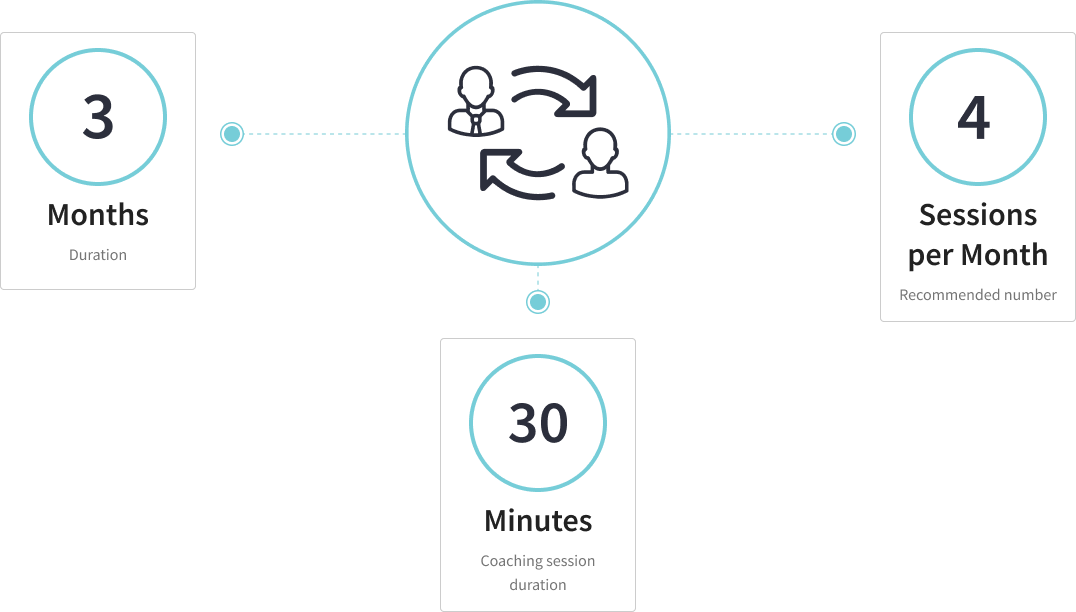 3
Months
Duration
4
Sessions
per Month
Recommended number
30
Minutes
Coaching session
duration